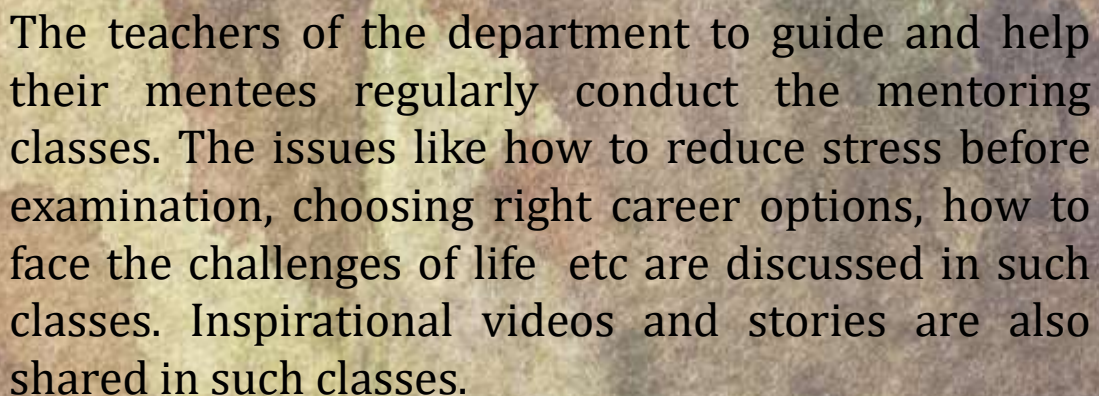 The teachers of the department to guide and help
their mentees regularly conduct the mentoring
classes. The issues like how to reduce stress before
examination, choosing right career options, how to
face the challenges of life  etc are discussed in such
classes. Inspirational videos and stories are also
shared in such classes.